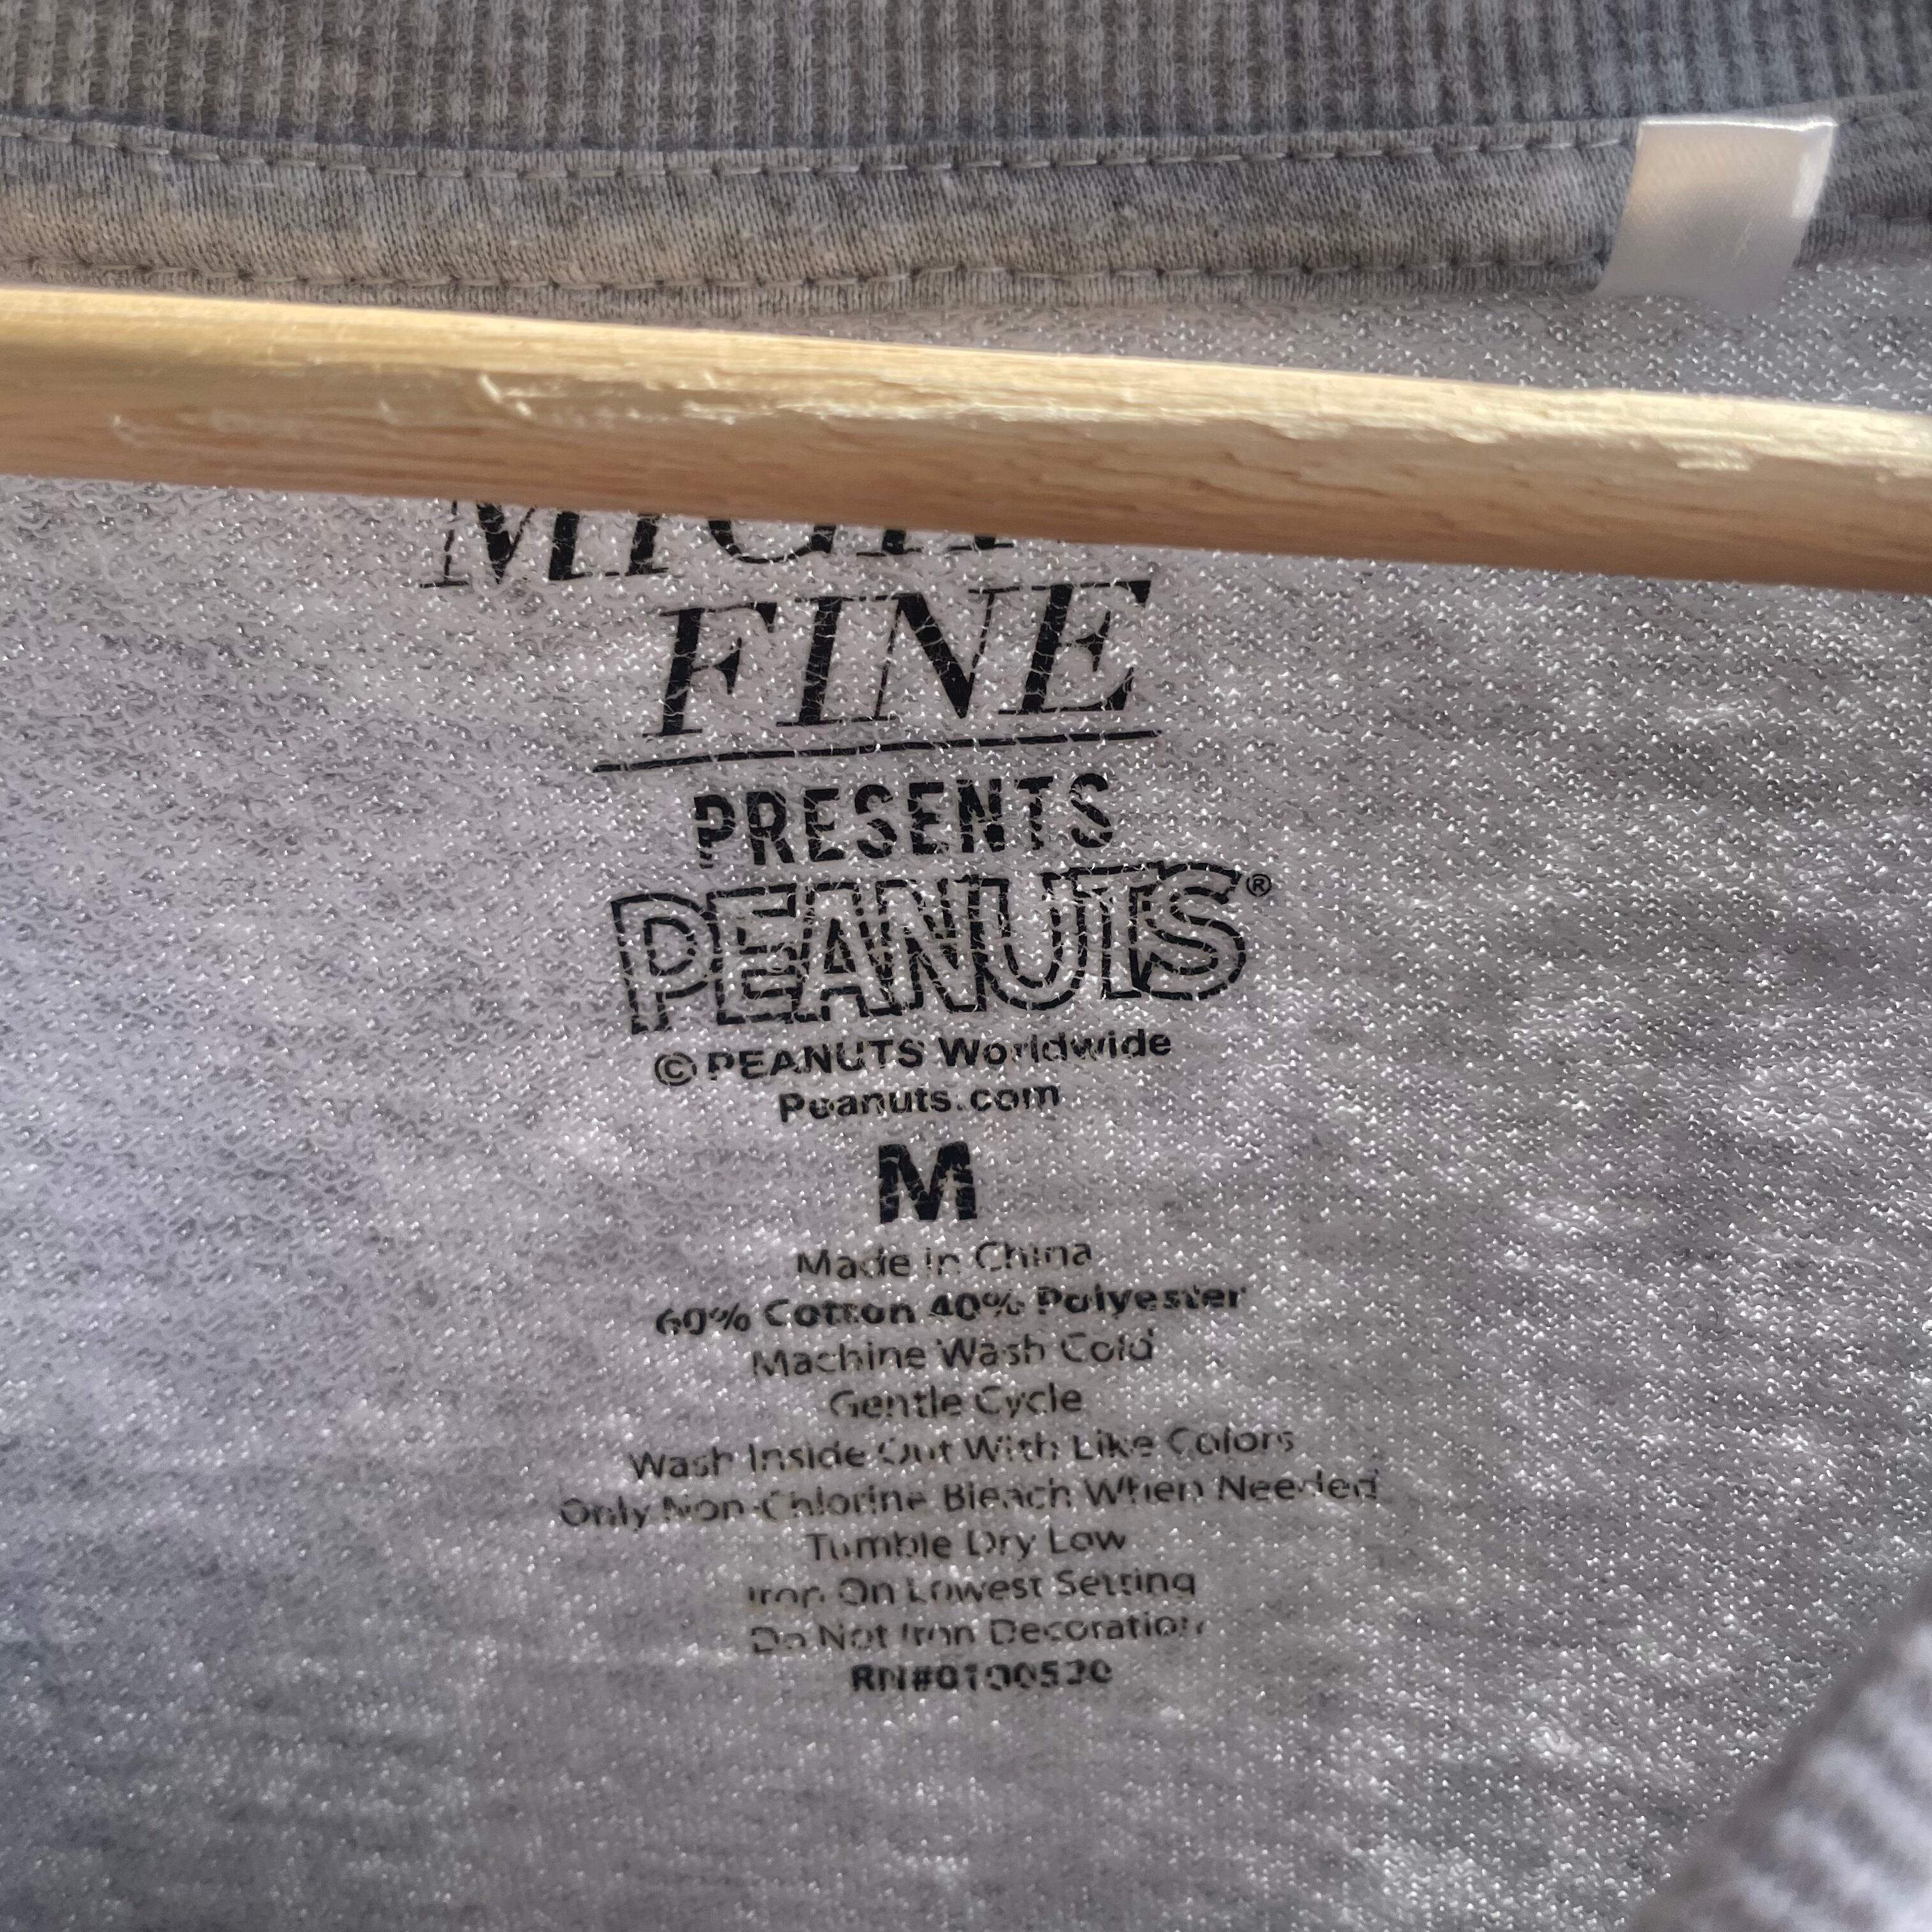 FINE
PRESENTS
PEANUTS®
© PEANUTS Worldwide
Peanuts.com
M
Made in China
60% Cotton 40% Polyester
Machine Wash Cold
Gentle Cycle
Wash Inside Out With Like Colors
Only Non-Chlorine Bleach When Needed
Tumble Dry Low
Iron On Lowest Setting
Do Not Iron Decoration
RN#0100520